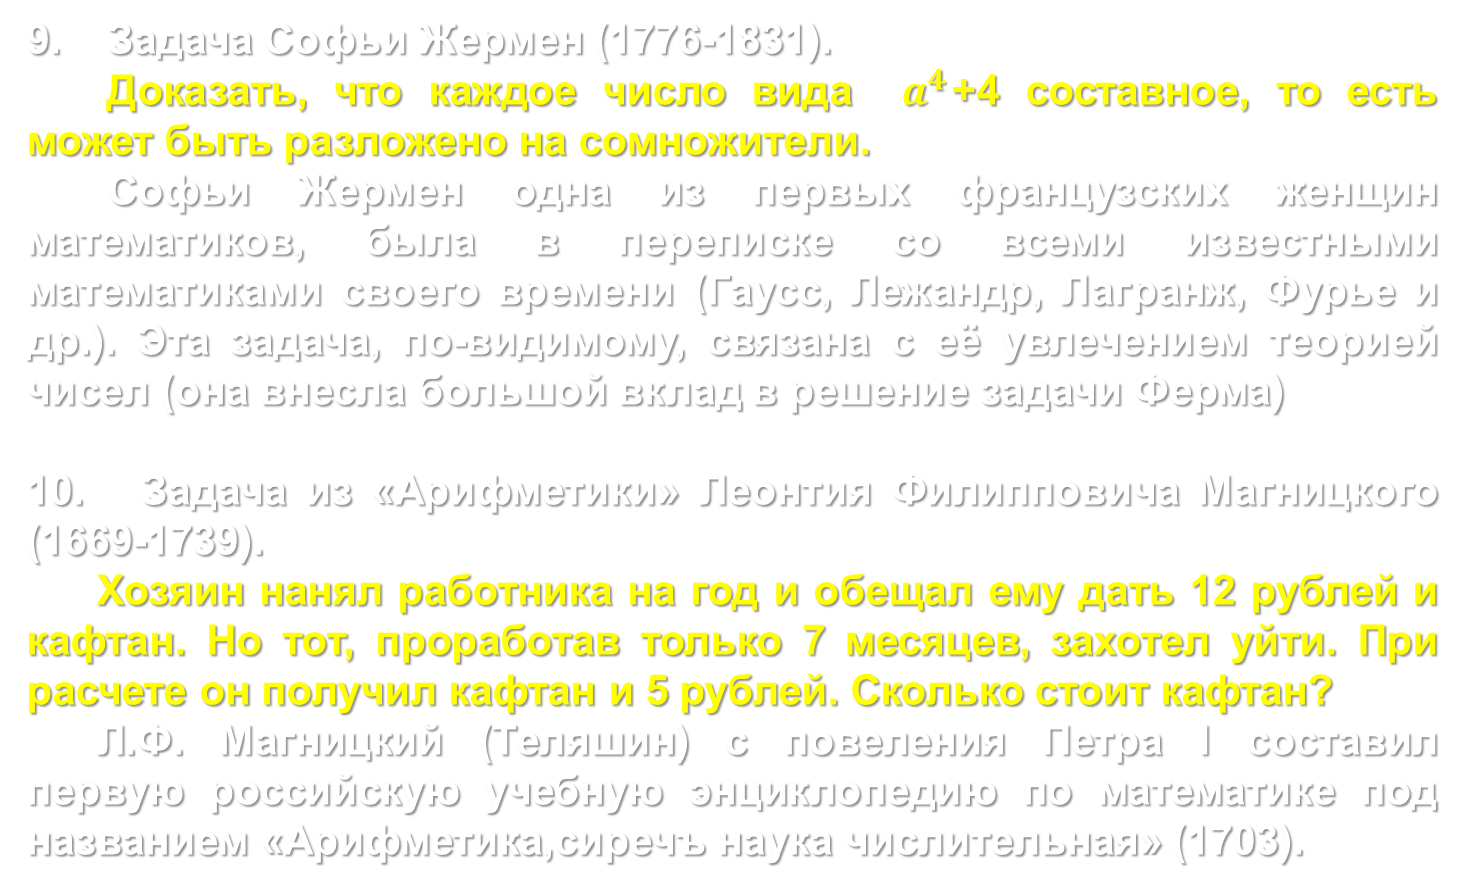 9. Задача Софьи Жермен (1776-1831).
Доказать, что каждое число вида a⁴+4 составное, то есть
может быть разложено на сомножители.
Софьи Жермен одна из первых французских женщин
математиков, была в переписке со всеми известными
математиками своего времени (Гаусс, Лежандр, Лагранж, Фурье и
др.). Эта задача, по-видимому, связана с её увлечением теорией
чисел (она внесла большой вклад в решение задачи Ферма)
10. Задача из «Арифметики» Леонтия Филипповича Магницкого
(1669-1739).
Хозяин нанял работника на год и обещал ему дать 12 рублей и
кафтан. Но тот, проработав только 7 месяцев, захотел уйти. При
расчете он получил кафтан и 5 рублей. Сколько стоит кафтан?
Л.Ф. Магницкий (Теляшин) с повеления Петра I составил
первую российскую учебную энциклопедию по математике под
названием «Арифметика,сиречъ наука числительная» (1703).